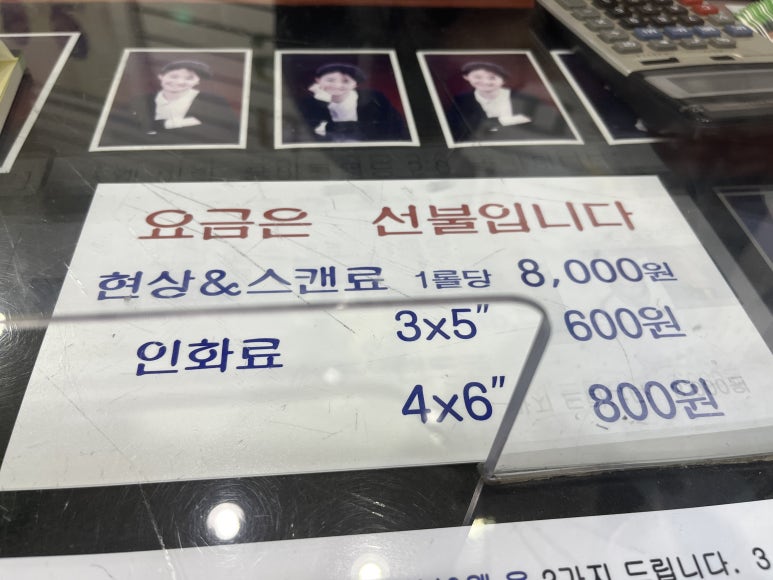 요금은 선불입니다
현상&스캔료 1롤당 8,000원
인화료 3x5" 600원
4x6" 800원
가지 드립니다. 3